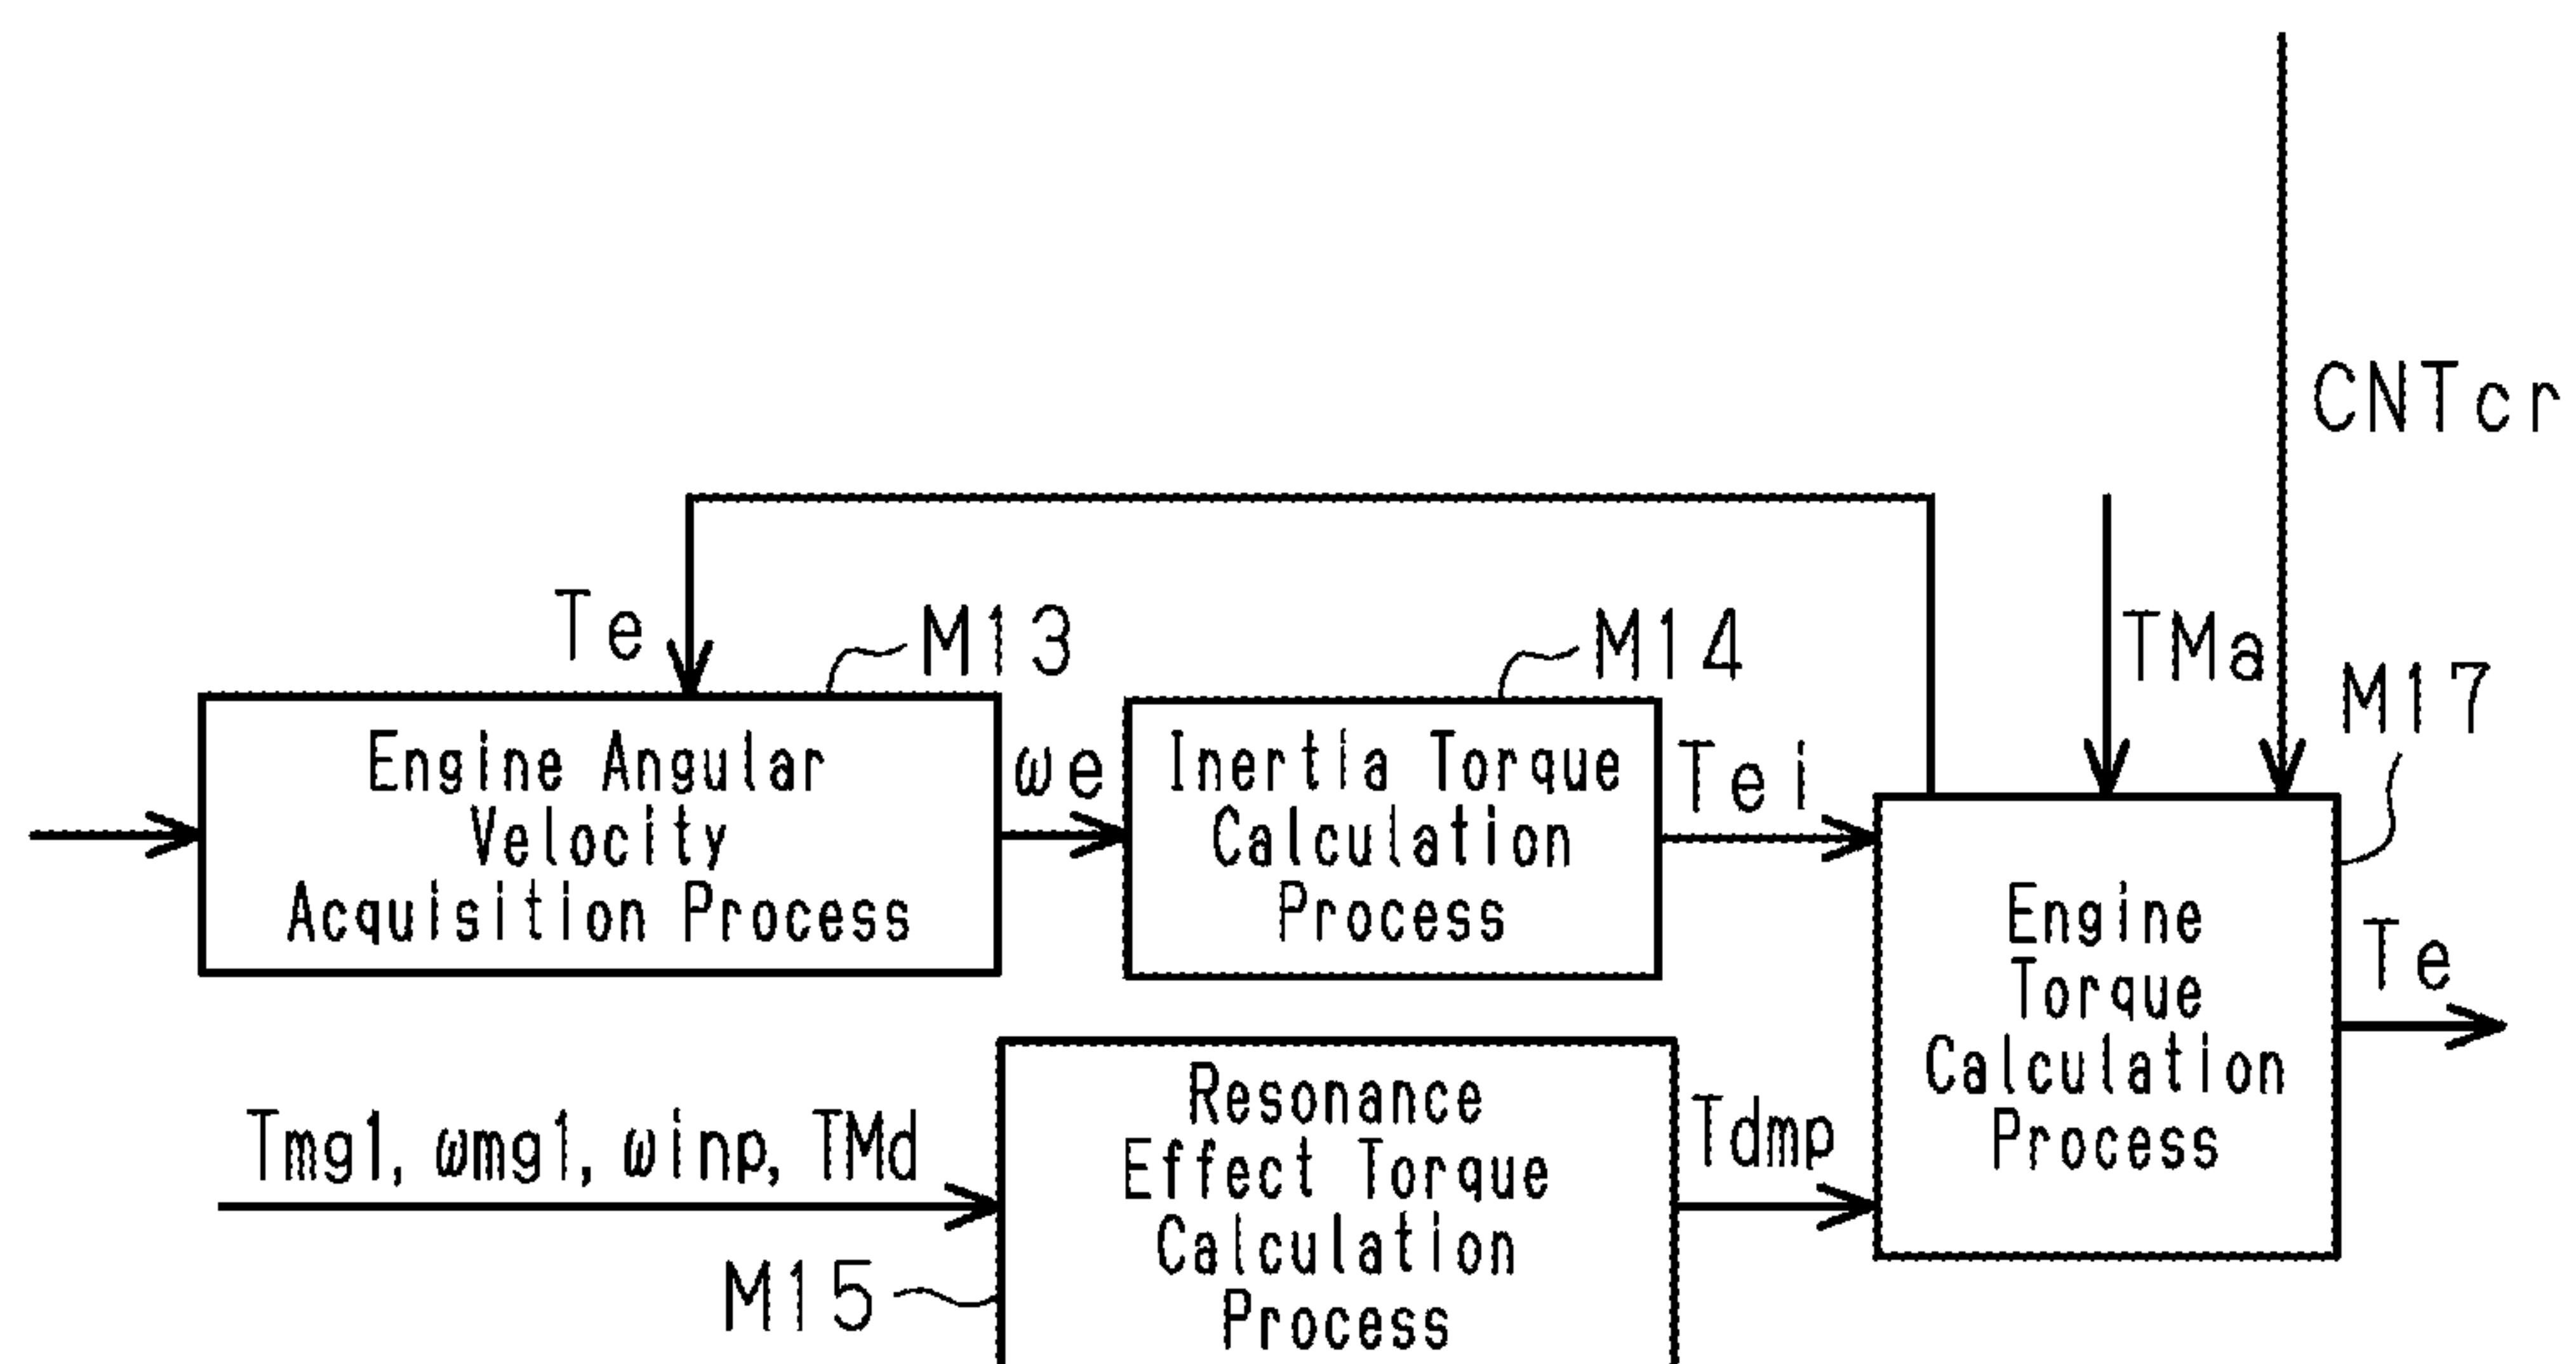 CNTcr
Te
M13
M14
TMa
M17
Engine Angular
Velocity
Acquisition Process
ωe
Inertia Torque
Calculation
Process
Tei
Engine
Torque
Calculation
Process
Te
Tmg1, ωmg1, ωinp, TMd
M15
Resonance
Effect Torque
Calculation
Process
Tdmp